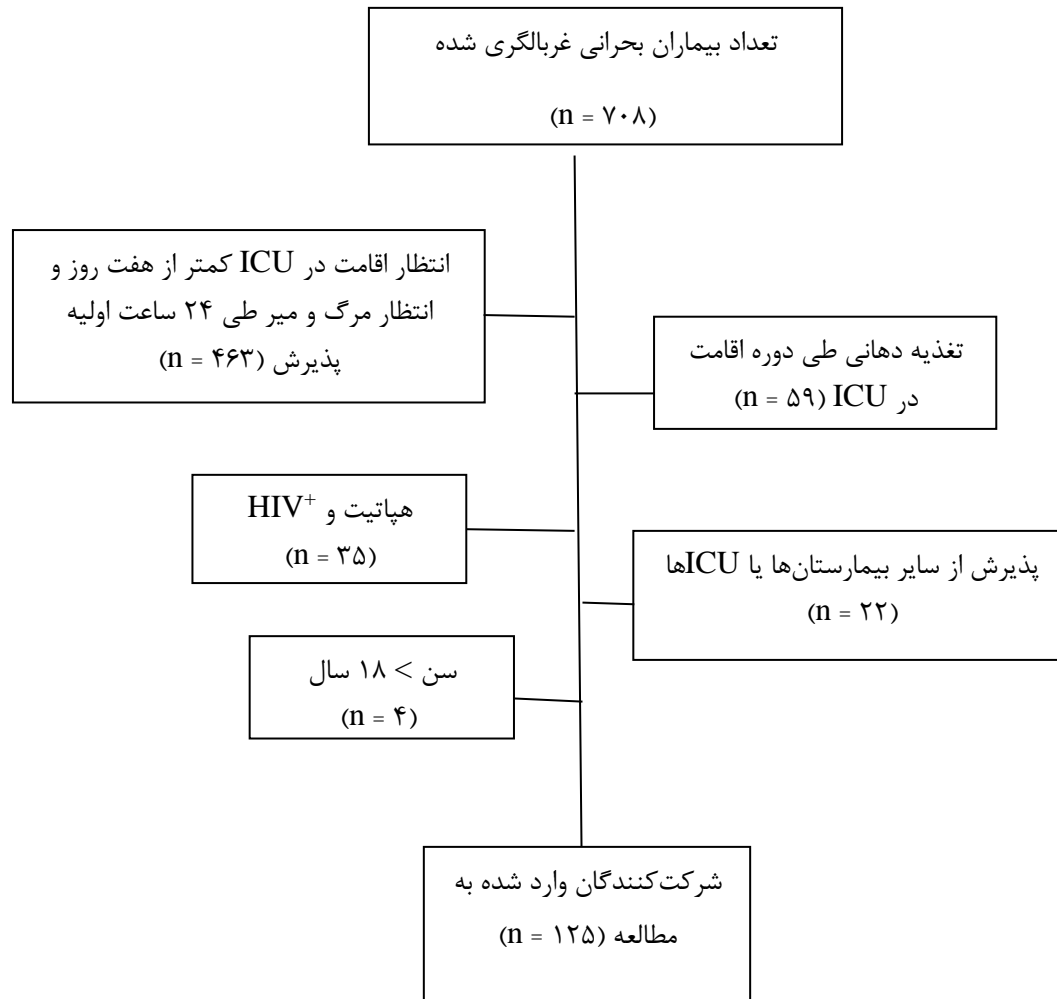 تعداد بیماران بحرانی غربالگری شده
(n = ۷۰۸)
انتظار اقامت در ICU کمتر از هفت روز و
انتظار مرگ و میر طی ۲۴ ساعت اولیه
پذیرش (n = ۴۶۳)
تغذیه دهانی طی دوره اقامت
در ICU (n = ۵۹)
هپاتیت و HIV+
(n = ۳۵)
پذیرش از سایر بیمارستان‌ها یا ICUها
(n = ۲۲)
سن > ۱۸ سال
(n = ۴)
شرکت‌کنندگان وارد شده به
مطالعه (n = ۱۲۵)